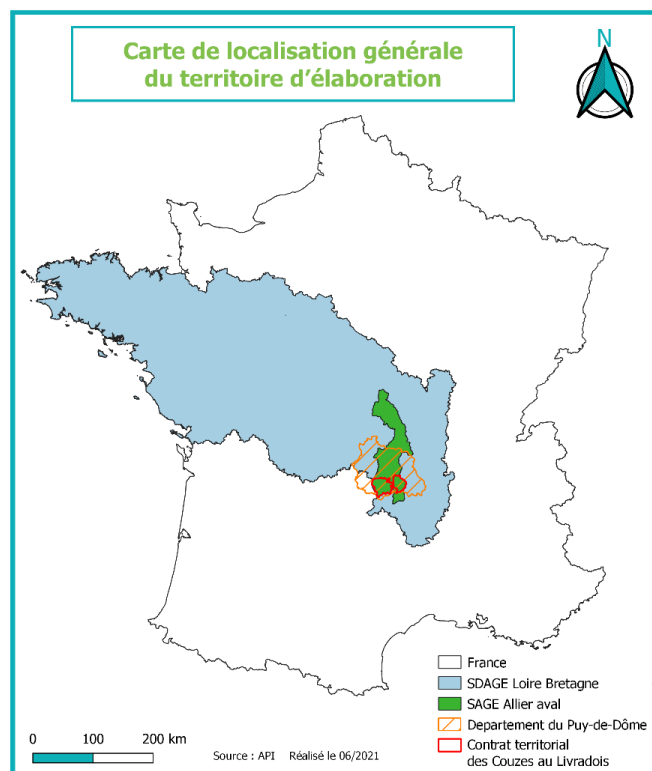 Carte de localisation générale
du territoire d'élaboration
N
France
SDAGE Loire Bretagne
SAGE Allier aval
Departement du Puy-de-Dôme
Contrat territorial
des Couzes au Livradois
0 100 200 km
Source : API Réalisé le 06/2021